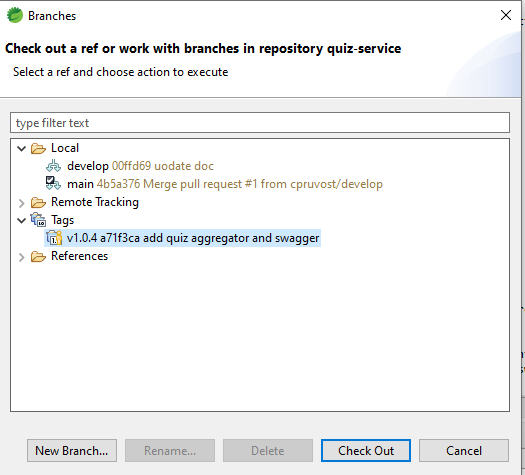 Branches
Check out a ref or work with branches in repository quiz-service
Select a ref and choose action to execute
type filter text
Local
develop 00ffd69 uodate doc
main 4b5a376 Merge pull request #1 from cpruvost/develop
Remote Tracking
Tags
v1.0.4 a71f3ca add quiz aggregator and swagger
References
New Branch... Rename... Delete Check Out Cancel